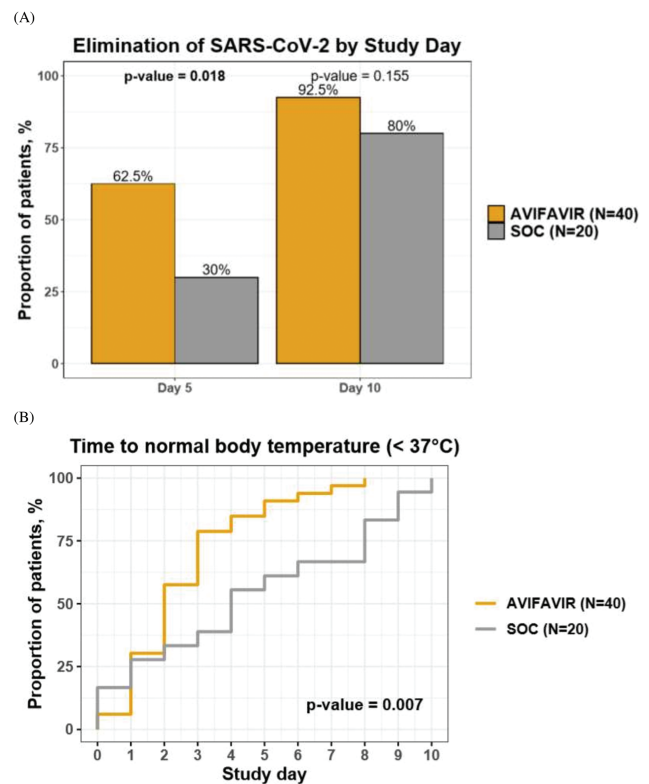 (A)
Elimination of SARS-CoV-2 by Study Day
Proportion of patients, %
100
75
50
25
0
p-value = 0.018
p-value = 0.155
62.5%
30%
92.5%
80%
Day 5
Day 10
AVIFAVIR (N=40)
SOC (N=20)
(B)
Time to normal body temperature (< 37°C)
Proportion of patients, %
100
75
50
25
0
p-value = 0.007
0 1 2 3 4 5 6 7 8 9 10
Study day
AVIFAVIR (N=40)
SOC (N=20)